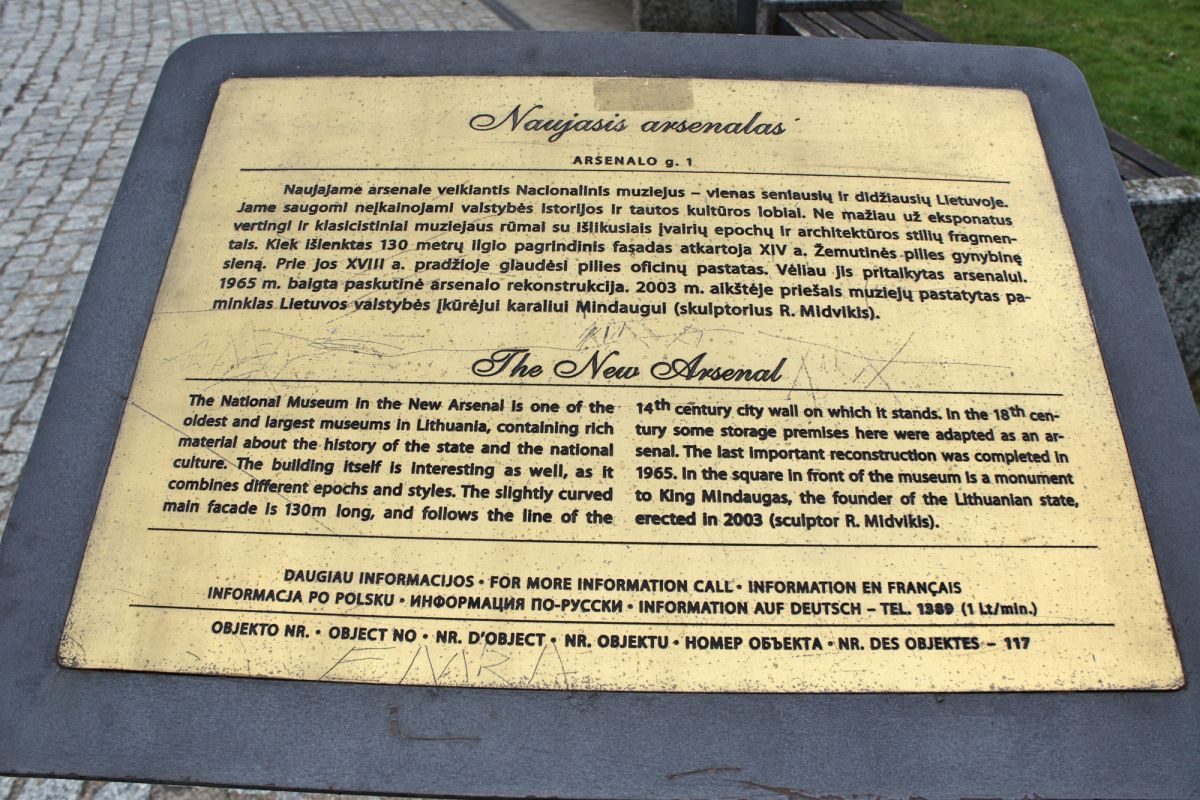 Naujasis arsenalas
ARSENALO g. 1
Naujajame arsenale veikiantis Nacionalinis muziejus – vienas seniausių ir didžiausių Lietuvoje.
Jame saugomi neįkainojami valstybės istorijos ir tautos kultūros lobiai. Ne mažiau už eksponatus
vertingi ir klasicistiniai muziejaus rūmai su išlikusiais įvairių epochų ir architektūros stilių fragmen-
tais. Kiek išlenktas 130 metrų ilgio pagrindinis fasadas atkartoja XIV a. Žemutinės pilies gynybinę
sieną. Prie jos XVIII a. pradžioje glaudėsi pilies oficinų pastatas. Vėliau jis pritaikytas arsenalui.
1965 m. baigta paskutinė arsenalo rekonstrukcija. 2003 m. aikštėje priešais muziejų pastatytas pa-
minklas Lietuvos valstybės įkūrėjui karaliui Mindaugui (skulptorius R. Midvikis).
The New Arsenal
The National Museum in the New Arsenal is one of the
oldest and largest museums in Lithuania, containing rich
material about the history of the state and the national
culture. The building itself is interesting as well, as it
combines different epochs and styles. The slightly curved
main facade is 130m long, and follows the line of the
14th century city wall on which it stands. In the 18th cen-
tury some storage premises here were adapted as an ar-
senal. The last important reconstruction was completed in
1965. In the square in front of the museum is a monument
to King Mindaugas, the founder of the Lithuanian state,
erected in 2003 (sculptor R. Midvikis).
DAUGIAU INFORMACIJOS • FOR MORE INFORMATION CALL • INFORMATION EN FRANÇAIS
INFORMACJA PO POLSKU • ИНФОРМАЦИЯ ПО-РУССКИ • INFORMATION AUF DEUTSCH – TEL. 1389 (1 Lt/min.)
OBJEKTO NR. • OBJECT NO • NR. D'OBJECT • NR. OBJEKTU • НОМЕР ОБЪЕКТА • NR. DES OBJEKTES – 117